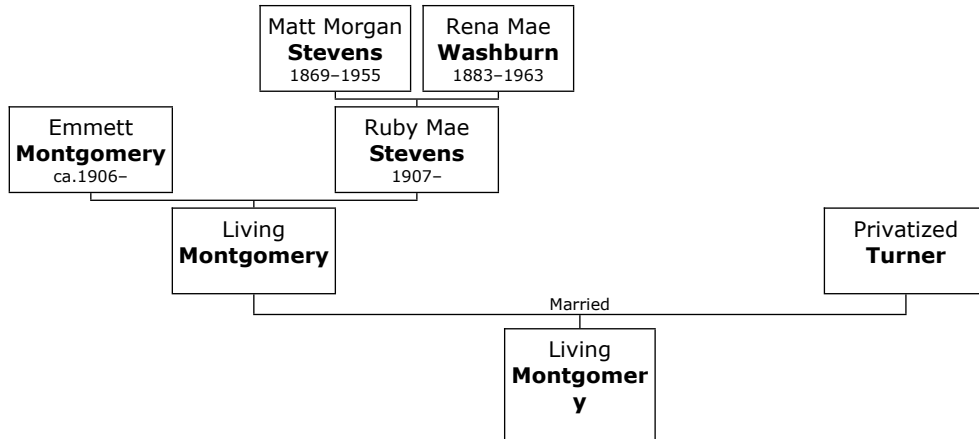 Matt Morgan
Stevens
1869–1955
Rena Mae
Washburn
1883–1963
Emmett
Montgomery
ca.1906–
Ruby Mae
Stevens
1907–
Living
Montgomery
Privatized
Turner
Married
Living
Montgomer
y